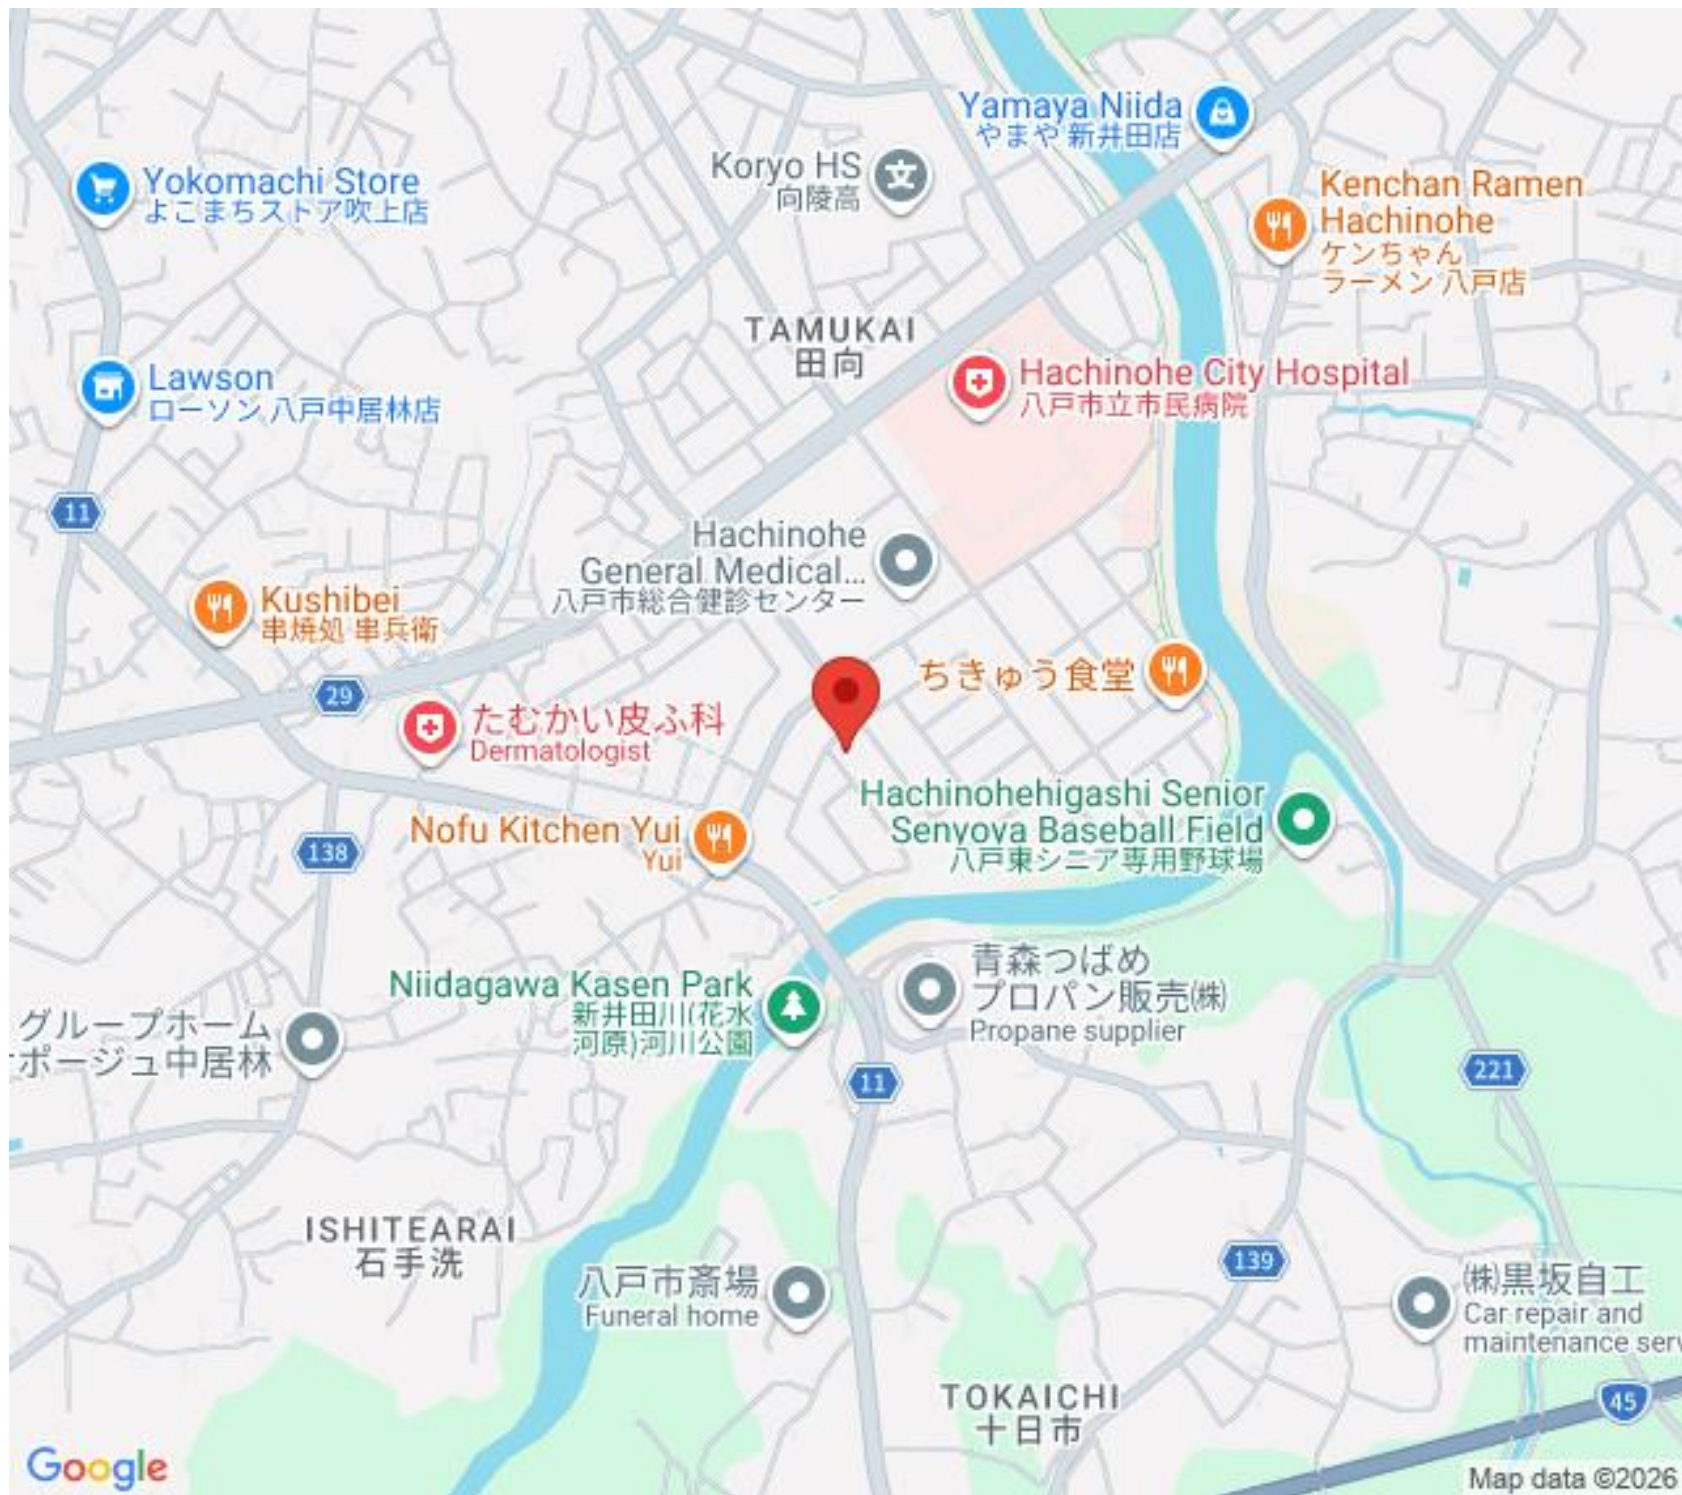 Yamaya Niida
やまや 新井田店
Koryo HS
向陵高
Yokomachi Store
よこまちストア吹上店
Kenchan Ramen
Hachinohe
ケンちゃん
ラーメン 八戸店
TAMUKAI
田向
Hachinohe City Hospital
八戸市立市民病院
Lawson
ローソン 八戸中居林店
11
Hachinohe
General Medical...
八戸市総合健診センター
Kushibei
串焼処 串兵衛
ちきゅう食堂
29
たむかい皮ふ科
Dermatologist
Hachinohehigashi Senior
Senyova Baseball Field
八戸東シニア専用野球場
Nofu Kitchen Yui
Yui
138
青森つばめ
プロパン販売㈱
Propane supplier
Niidagawa Kasen Park
新井田川(花水
河原)河川公園
グループホーム
ポージュ中居林
11
221
ISHITEARAI
石手洗
139
八戸市斎場
Funeral home
㈱黒坂自工
Car repair and
maintenance serv
TOKAICHI
十日市
45
Google
Map data ©2026